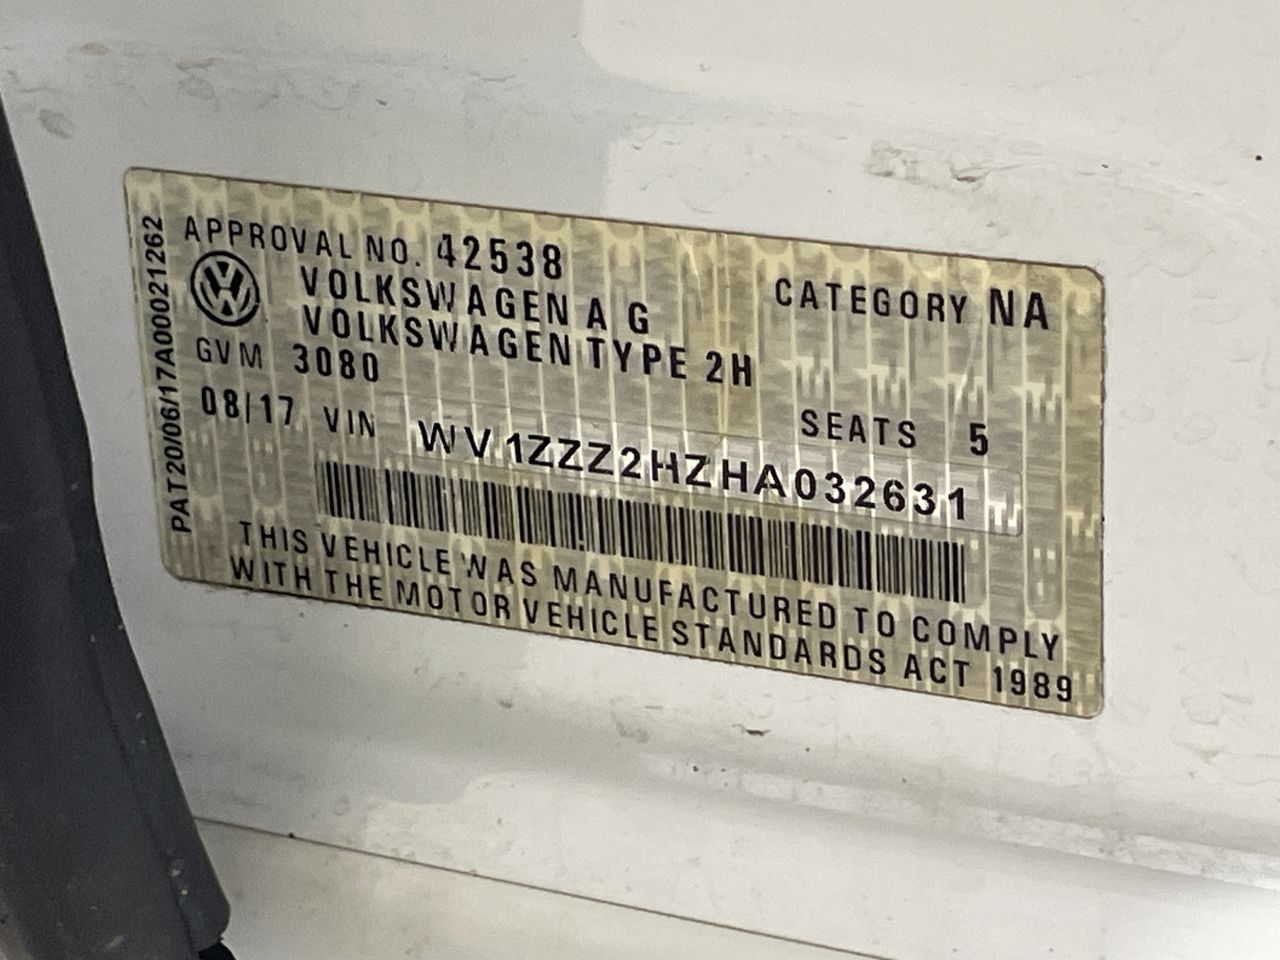 APPROVAL NO. 42538
CATEGORY NA
VOLKSWAGEN A G
VOLKSWAGEN TYPE 2H
GVM 3080
SEATS 5
08/17 VIN WV1ZZZ2HZHA032631
THIS VEHICLE WAS MANUFACTURED TO COMPLY
WITH THE MOTOR VEHICLE STANDARDS ACT 1989
PAT20/06/17A000021262